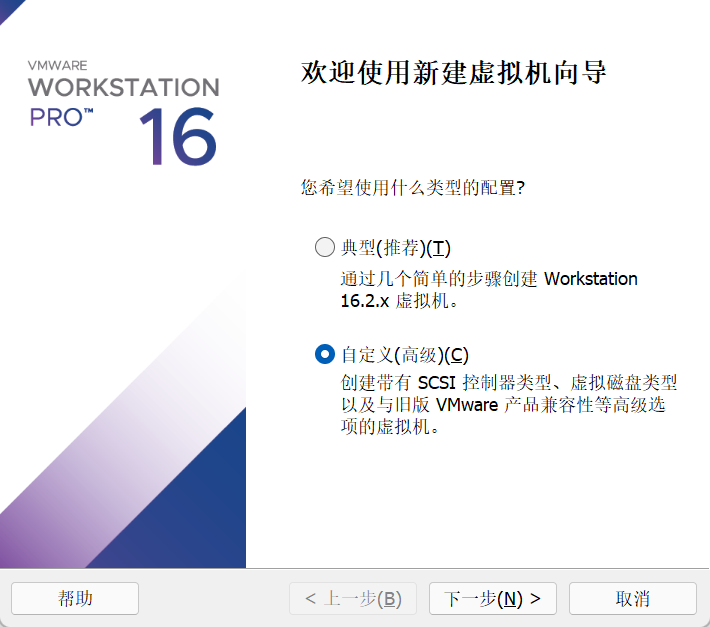 VMWARE
WORKSTATION
PRO™ 16
欢迎使用新建虚拟机向导
您希望使用什么类型的配置?
典型(推荐)(T)
通过几个简单的步骤创建 Workstation
16.2.x 虚拟机。
自定义(高级)(C)
创建带有 SCSI 控制器类型、虚拟磁盘类型
以及与旧版 VMware 产品兼容性等高级选
项的虚拟机。
帮助
< 上一步(B)
下一步(N) >
取消